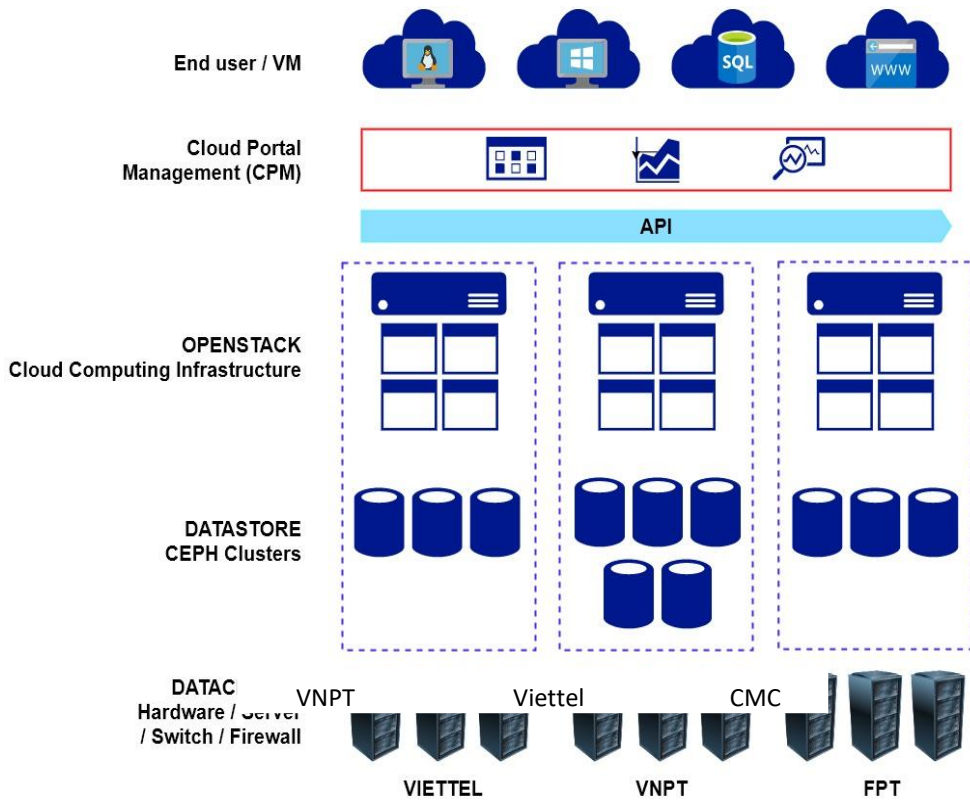 End user / VM
SQL
WWW
Cloud Portal
Management (CPM)
API
OPENSTACK
Cloud Computing Infrastructure
DATASTORE
CEPH Clusters
DATAC
VNPT
Viettel
CMC
Hardware / Server
/ Switch / Firewall
VIETTEL
VNPT
FPT